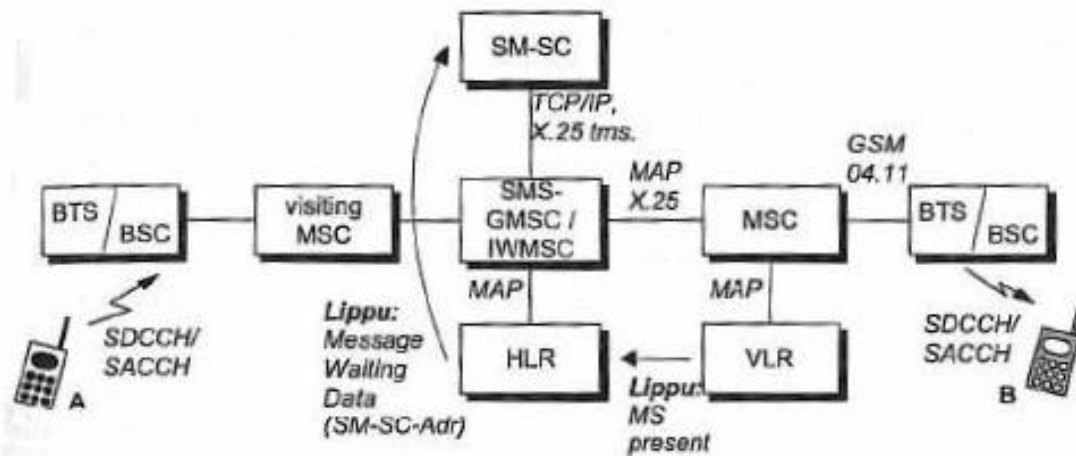 SM-SC
TCP/IP,
X.25 tms.
GSM
04.11
MAP
X.25
BTS
BSC
visiting
MSC
SMS-
GMSC /
IWMSC
MSC
BTS
BSC
MAP
MAP
SDCCH/
SACCH
A
Lippu:
Message
Waiting
Data
(SM-SC-Adr)
HLR
VLR
Lippu:
MS
present
SDCCH/
SACCH
B